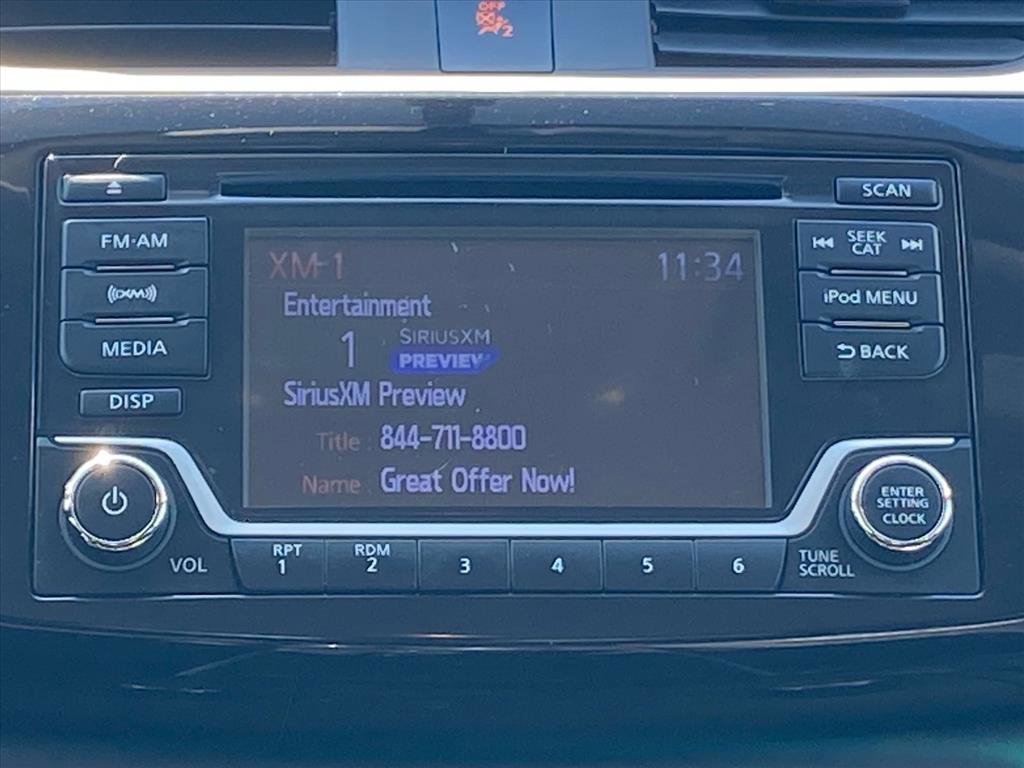 OFF
2
SCAN
FM·AM
SEEK
CAT
XM-1
11:34
((XM))
Entertainment
iPod MENU
1
SIRIUSXM
PREVIEW
MEDIA
BACK
SiriusXM Preview
DISP
Title : 844-711-8800
Name : Great Offer Now!
ENTER
SETTING
CLOCK
VOL
RPT
1
RDM
2
3
4
5
6
TUNE
SCROLL